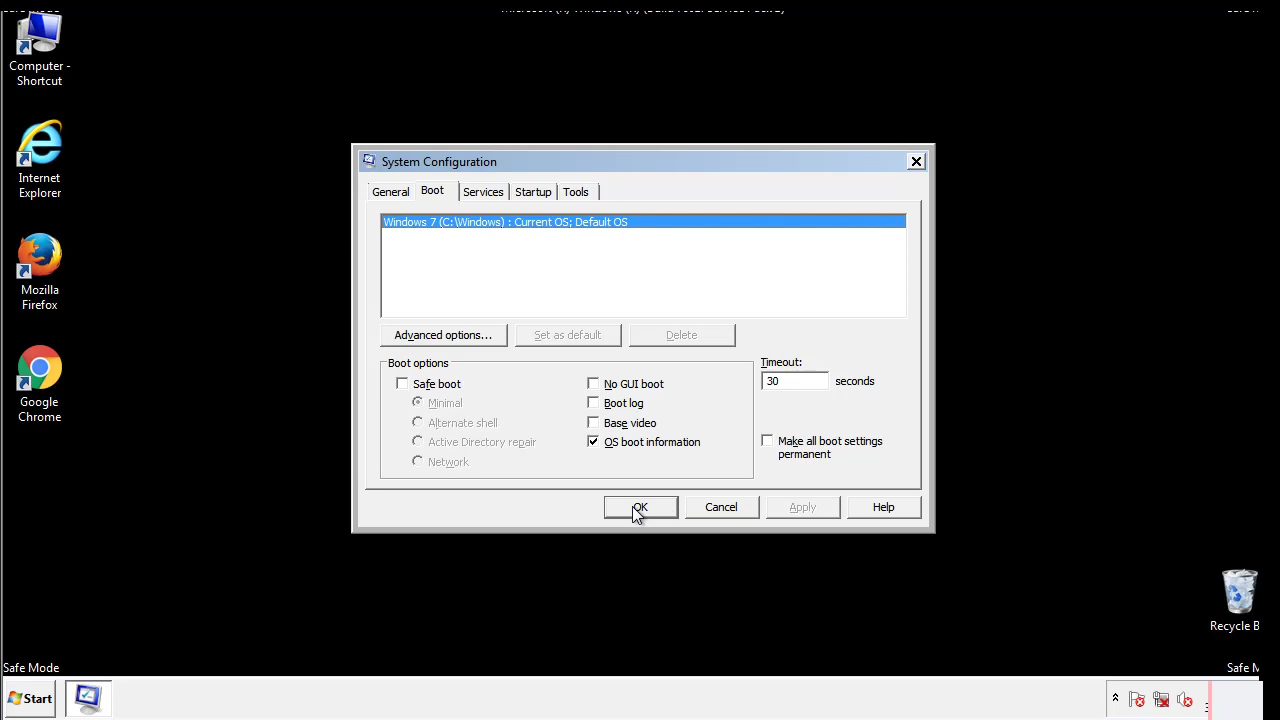 Computer -
Shortcut
Internet
Explorer
Mozilla
Firefox
Google
Chrome
System Configuration
General Boot Services Startup Tools
Windows 7 (C:\Windows) : Current OS; Default OS
Advanced options... Set as default Delete
Boot options
Safe boot
Minimal
Alternate shell
Active Directory repair
Network
No GUI boot
Boot log
Base video
OS boot information
Timeout:
30 seconds
Make all boot settings
permanent
OK Cancel Apply Help
Recycle B
Safe Mode
Safe M
Start